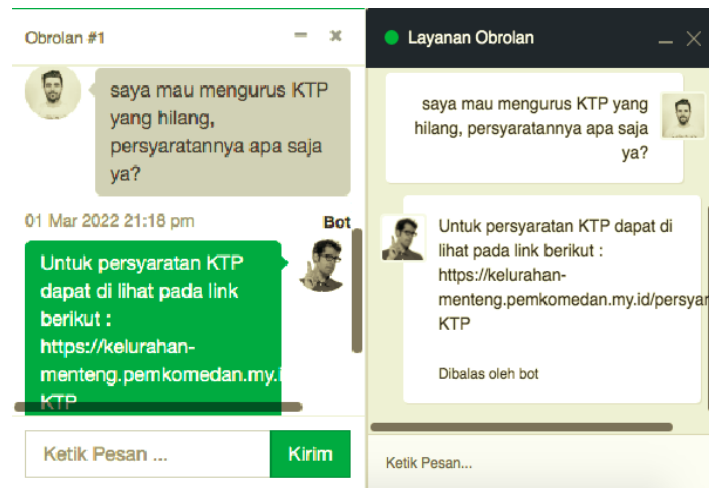 Obrolan #1
saya mau mengurus KTP
yang hilang,
persyaratannya apa saja
ya?
01 Mar 2022 21:18 pm
Bot
Untuk persyaratan KTP
dapat di lihat pada link
berikut :
https://kelurahan-
menteng.pemkomedan.my.i
KTP
Ketik Pesan ...
Kirim
Layanan Obrolan
saya mau mengurus KTP yang
hilang, persyaratannya apa saja
ya?
Untuk persyaratan KTP dapat di
lihat pada link berikut :
https://kelurahan-
menteng.pemkomedan.my.id/persyar
KTP
Dibalas oleh bot
Ketik Pesan...